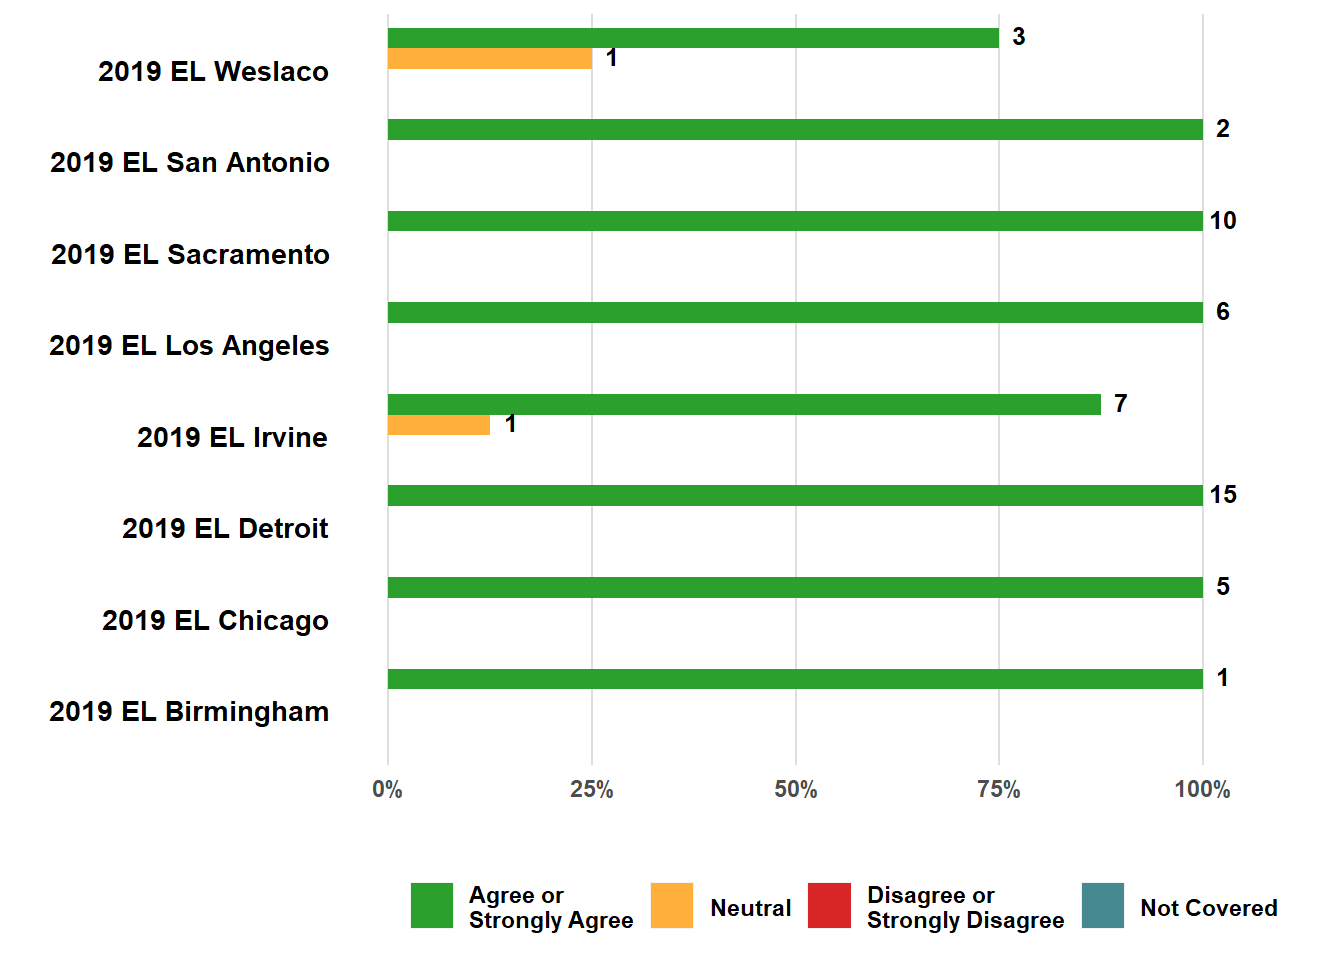 3
1
2019 EL Weslaco
2
2019 EL San Antonio
10
2019 EL Sacramento
6
2019 EL Los Angeles
7
1
2019 EL Irvine
15
2019 EL Detroit
5
2019 EL Chicago
1
2019 EL Birmingham
0% 25% 50% 75% 100%
Agree or
Strongly Agree
Neutral
Disagree or
Strongly Disagree
Not Covered